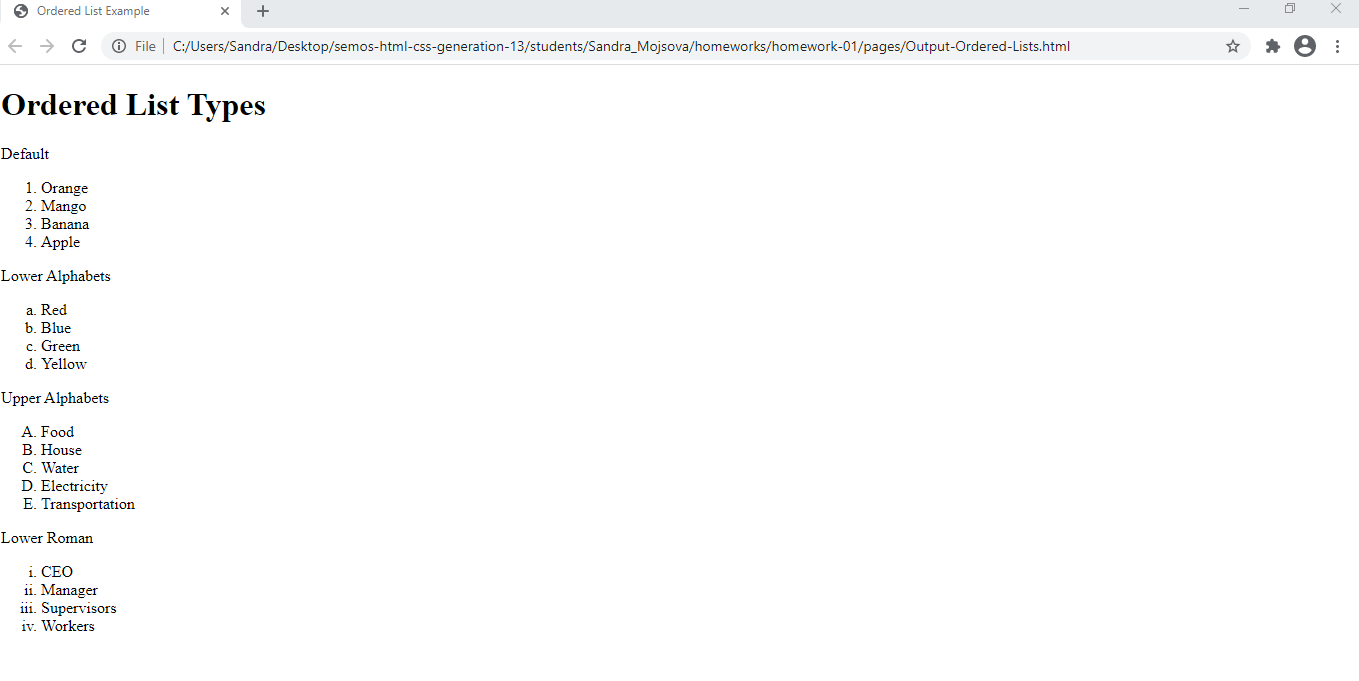 Ordered List Example
File C:/Users/Sandra/Desktop/semos-html-css-generation-13/students/Sandra_Mojsova/homeworks/homework-01/pages/Output-Ordered-Lists.html
Ordered List Types
Default
1. Orange
2. Mango
3. Banana
4. Apple
Lower Alphabets
a. Red
b. Blue
c. Green
d. Yellow
Upper Alphabets
A. Food
B. House
C. Water
D. Electricity
E. Transportation
Lower Roman
i. CEO
ii. Manager
iii. Supervisors
iv. Workers